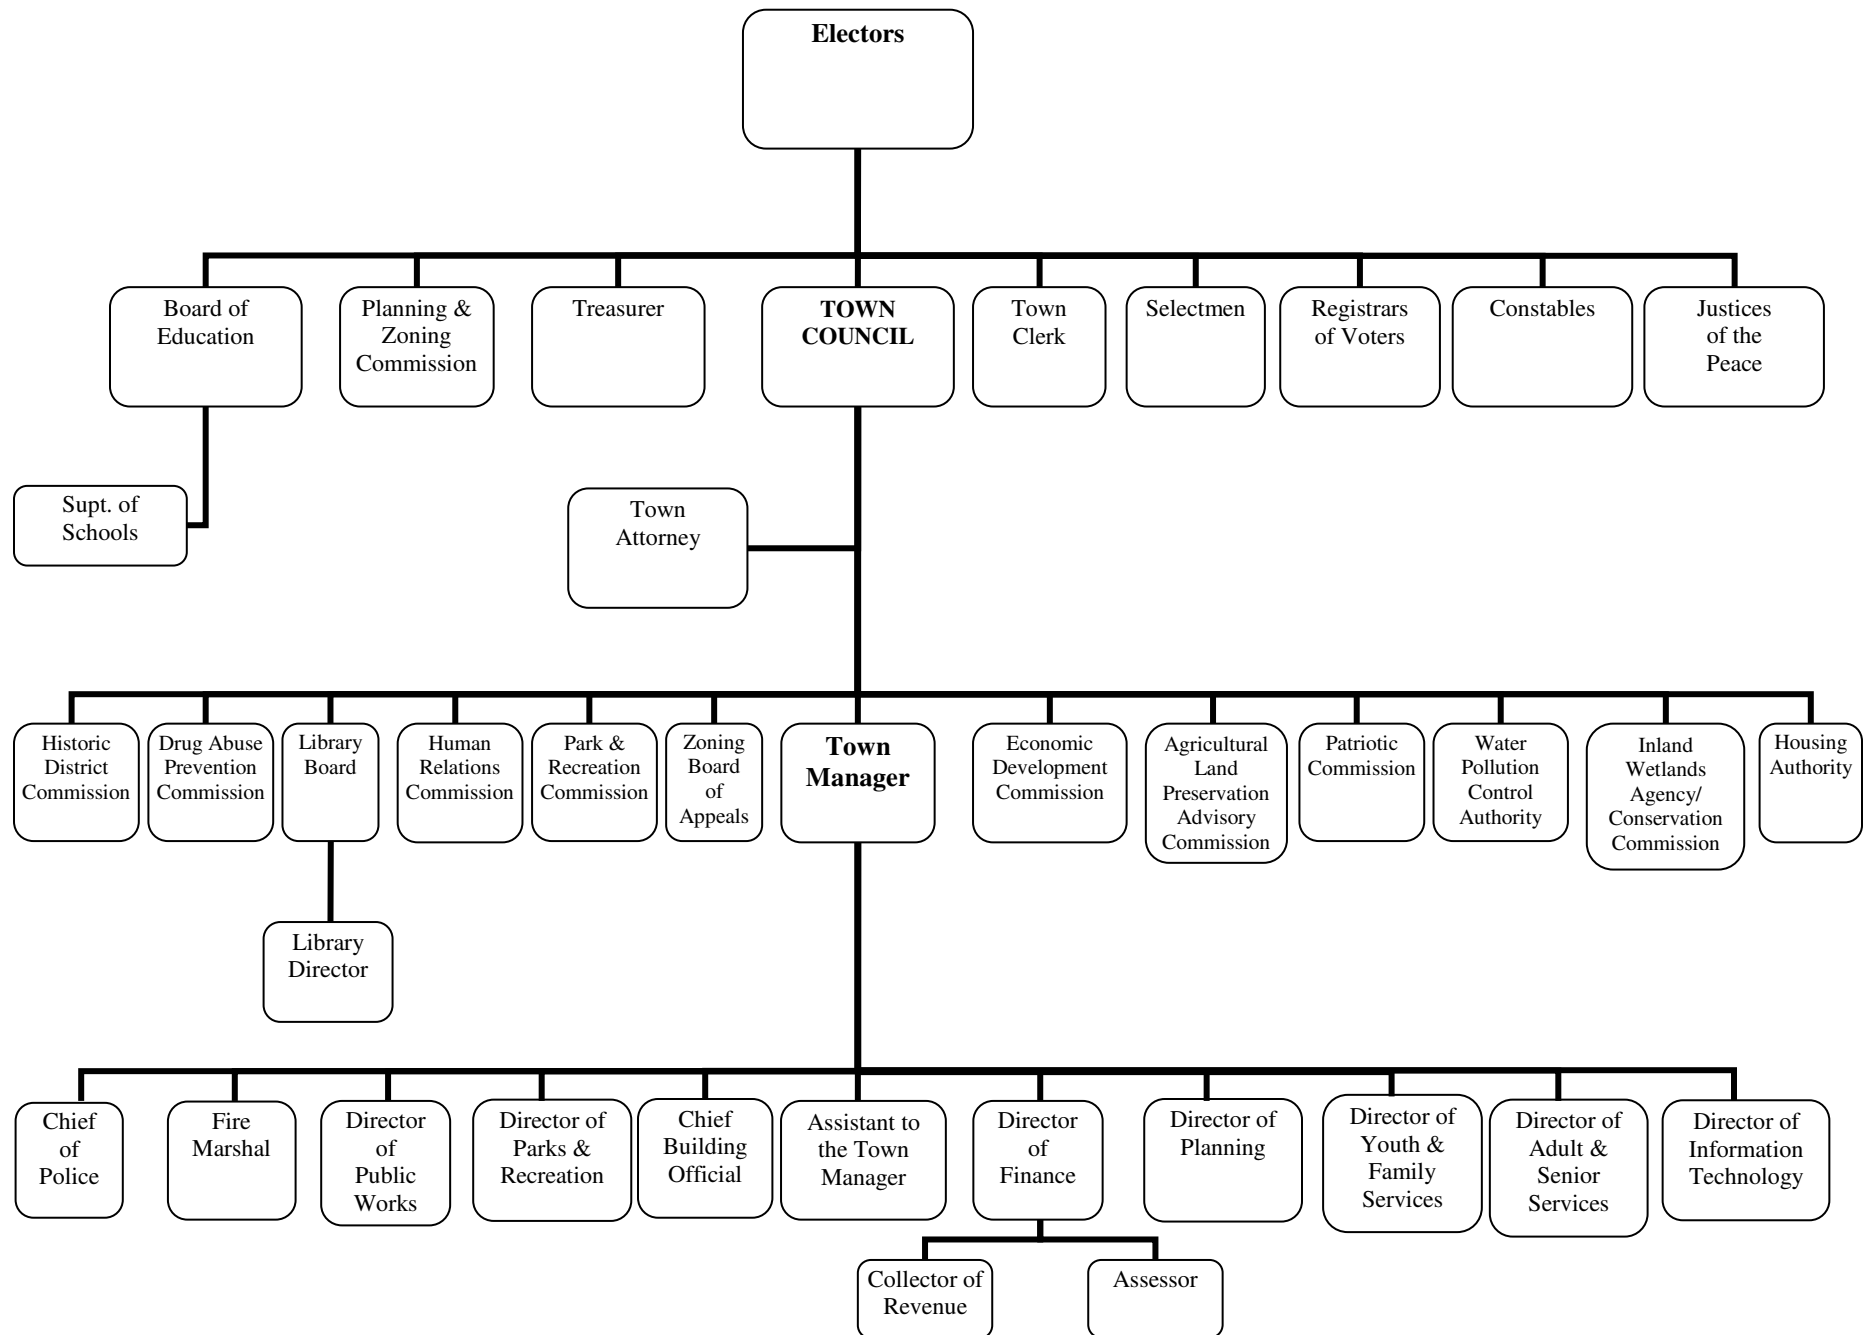 Electors
Board of
Education
Planning &
Zoning
Commission
Treasurer
TOWN
COUNCIL
Town
Clerk
Selectmen
Registrars
of Voters
Constables
Justices
of the
Peace
Supt. of
Schools
Town
Attorney
Historic
District
Commission
Drug Abuse
Prevention
Commission
Library
Board
Human
Relations
Commission
Park &
Recreation
Commission
Zoning
Board
of
Appeals
Town
Manager
Economic
Development
Commission
Agricultural
Land
Preservation
Advisory
Commission
Patriotic
Commission
Water
Pollution
Control
Authority
Inland
Wetlands
Agency/
Conservation
Commission
Housing
Authority
Library
Director
Chief
of
Police
Fire
Marshal
Director
of
Public
Works
Director of
Parks &
Recreation
Chief
Building
Official
Assistant to
the Town
Manager
Director
of
Finance
Director of
Planning
Director of
Youth &
Family
Services
Director of
Adult &
Senior
Services
Director of
Information
Technology
Collector of
Revenue
Assessor